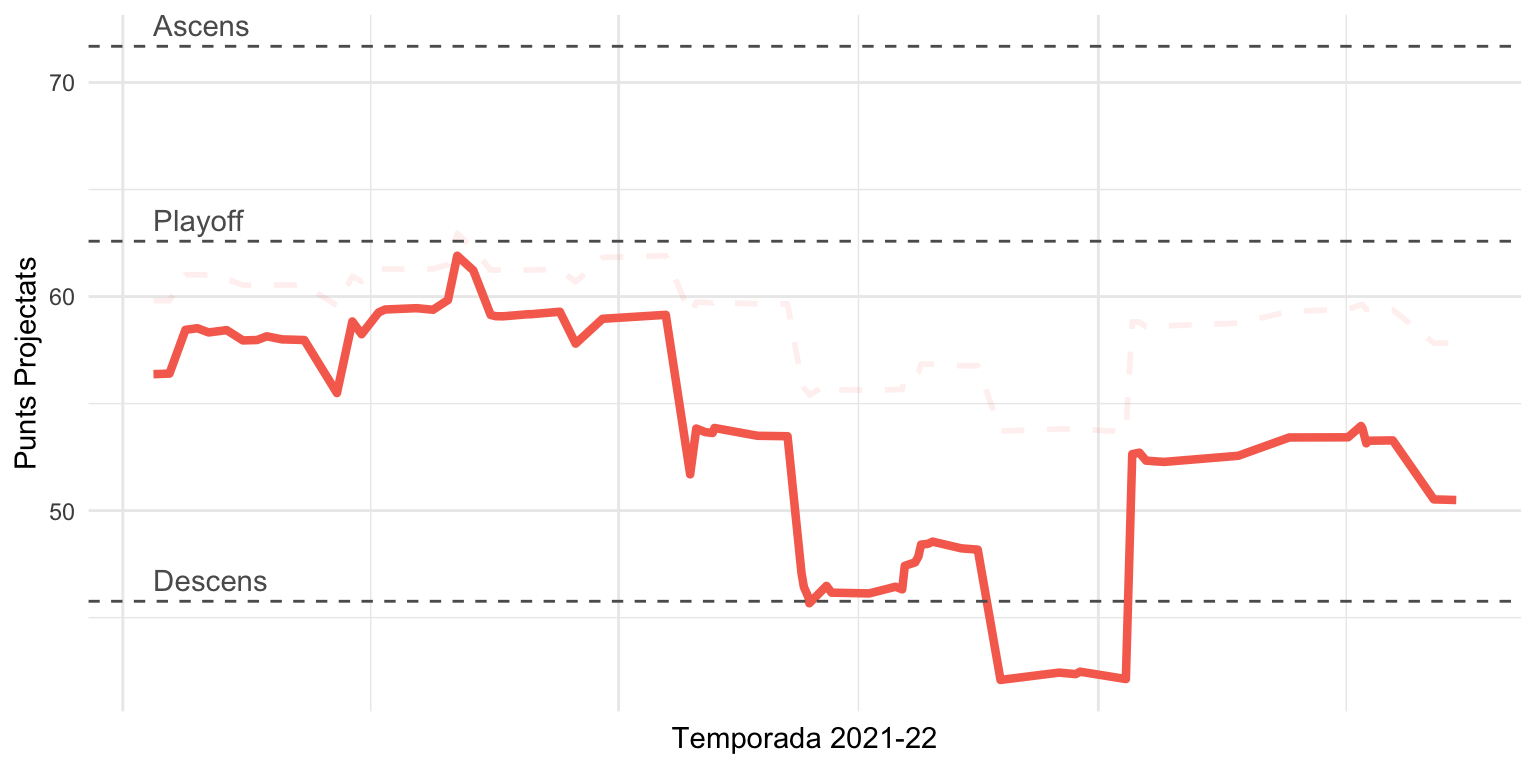 Ascens
70
Playoff
60
Punts Projectats
50
Descens
Temporada 2021-22